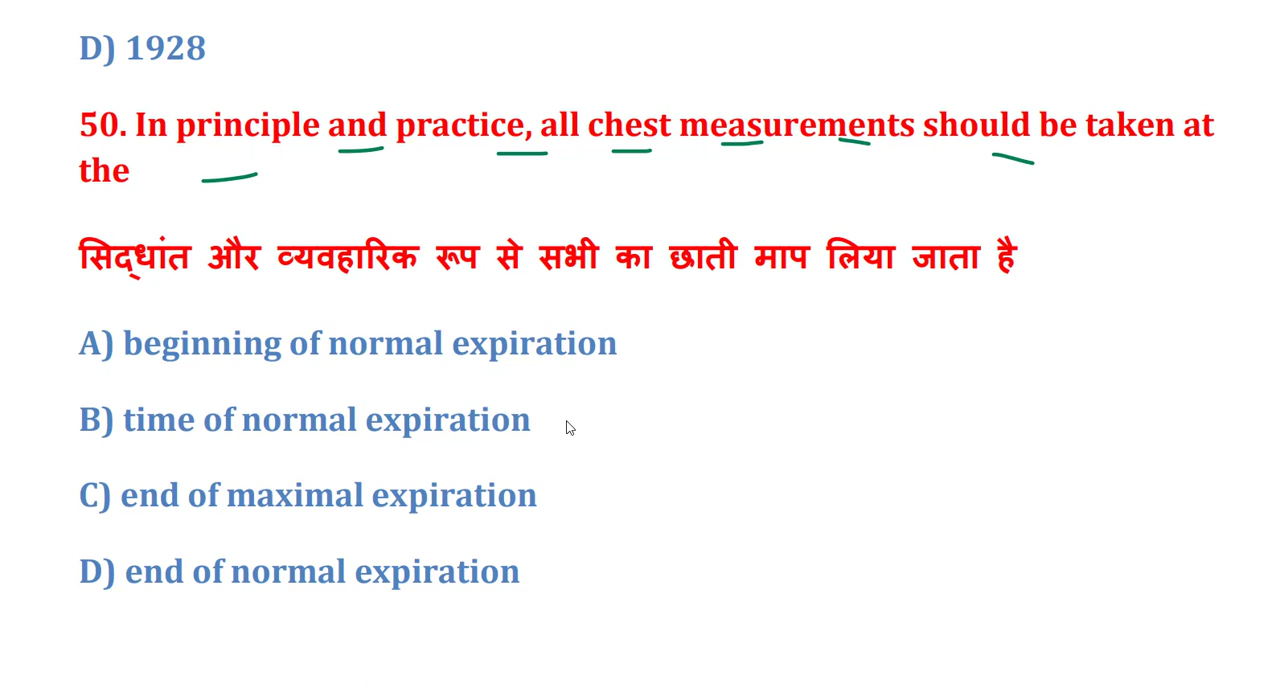 D) 1928
50. In principle and practice, all chest measurements should be taken at
the
सिद्धांत और व्यवहारिक रूप से सभी का छाती माप लिया जाता है
A) beginning of normal expiration
B) time of normal expiration
C) end of maximal expiration
D) end of normal expiration